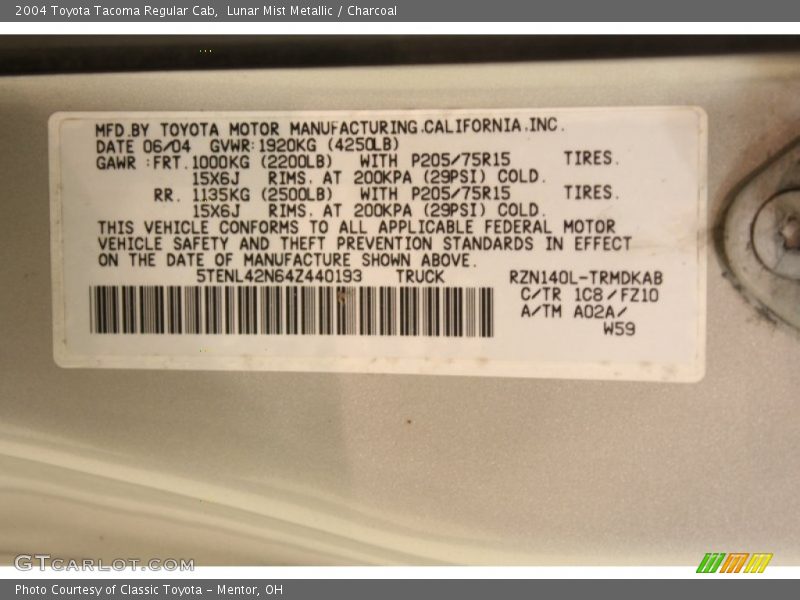 2004 Toyota Tacoma Regular Cab,  Lunar Mist Metallic / Charcoal
MFD.BY TOYOTA MOTOR MANUFACTURING.CALIFORNIA.INC.
DATE 06/04 GVWR:1920KG (4250LB)
GAWR :FRT.1000KG (2200LB) WITH P205/75R15 TIRES.
15X6J RIMS. AT 200KPA (29PSI) COLD.
RR. 1135KG (2500LB) WITH P205/75R15 TIRES.
15X6J RIMS. AT 200KPA (29PSI) COLD.
THIS VEHICLE CONFORMS TO ALL APPLICABLE FEDERAL MOTOR
VEHICLE SAFETY AND THEFT PREVENTION STANDARDS IN EFFECT
ON THE DATE OF MANUFACTURE SHOWN ABOVE.
5TENL42N64Z440193 TRUCK RZN140L-TRMDKAB
C/TR 1C8/FZ10
A/TM A02A/
W59
GTCARLOT.COM
Photo Courtesy of Classic Toyota - Mentor, OH